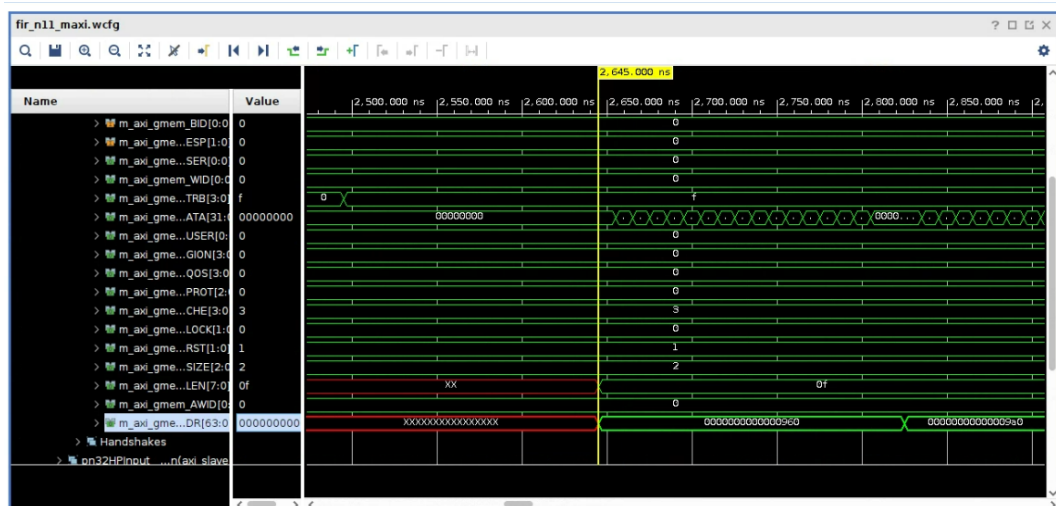 fir_n11_maxi.wcfg
2,645.000 ns
Name Value
2,500.000 ns 2,550.000 ns 2,600.000 ns 2,650.000 ns 2,700.000 ns 2,750.000 ns 2,800.000 ns 2,850.000 ns 2,
m_axi_gmem_BID[0:0 0 0
m_axi_gme...ESP[1:0] 0 0
m_axi_gme...SER[0:0] 0 0
m_axi_gmem_WID[0:0 0 0
m_axi_gme...TRB[3:0] f 0 f
m_axi_gme...ATA[31:0 00000000 00000000 0000...
m_axi_gme...USER[0: 0 0
m_axi_gme...GION[3:0 0 0
m_axi_gme...QOS[3:0 0 0
m_axi_gme...PROT[2: 0 0
m_axi_gme...CHE[3:0] 3 3
m_axi_gme...LOCK[1:0 0 0
m_axi_gme...RST[1:0] 1 1
m_axi_gme...SIZE[2:0 2 2
m_axi_gme...LEN[7:0] 0f XX 0f
m_axi_gmem_AWID[0: 0 0
m_axi_gme...DR[63:0 000000000 XXXXXXXXXXXXXXXX 0000000000000960 00000000000009a0
Handshakes
pn32HPInput ...n(axi_slave